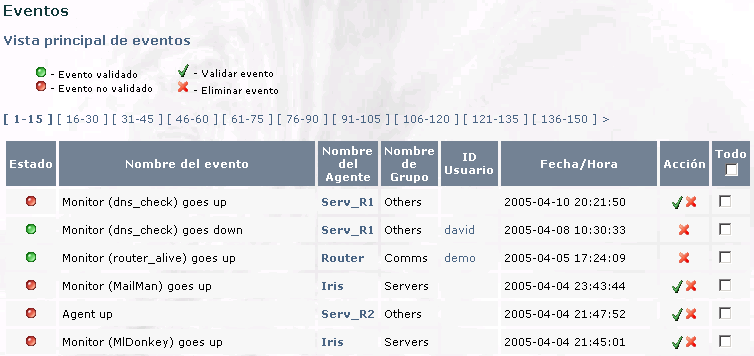 Eventos
Vista principal de eventos
- Evento validado - Validar evento
- Evento no validado - Eliminar evento
[ 1-15 ] [ 16-30 ] [ 31-45 ] [ 46-60 ] [ 61-75 ] [ 76-90 ] [ 91-105 ] [ 106-120 ] [ 121-135 ] [ 136-150 ] >
Estado Nombre del evento Nombre del Agente Nombre de Grupo ID Usuario Fecha/Hora Acción Todo
Monitor (dns_check) goes up Serv_R1 Others 2005-04-10 20:21:50
Monitor (dns_check) goes down Serv_R1 Others david 2005-04-08 10:30:33
Monitor (router_alive) goes up Router Comms demo 2005-04-05 17:24:09
Monitor (MailMan) goes up Iris Servers 2005-04-04 23:43:44
Agent up Serv_R2 Others 2005-04-04 21:47:52
Monitor (MlDonkey) goes up Iris Servers 2005-04-04 21:45:01